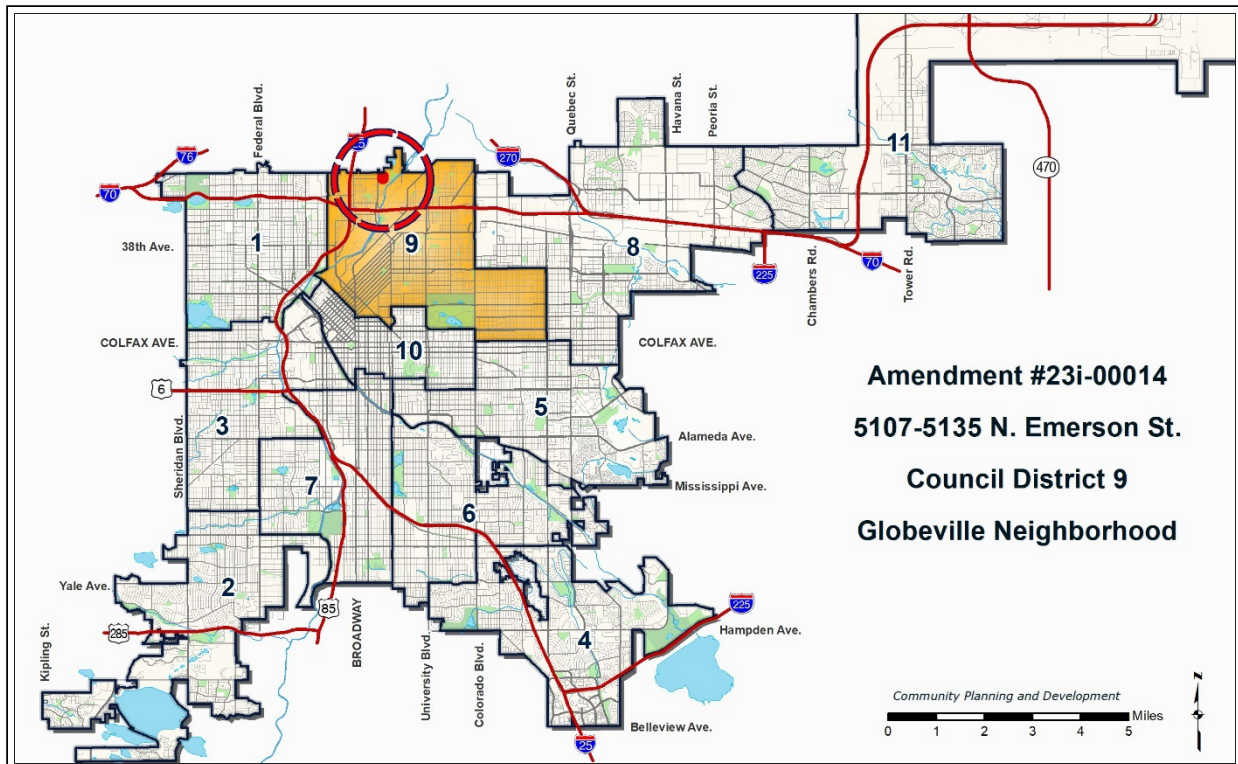 Federal Blvd.
Quebec St.
Havana St.
Peoria St.
76
25
270
11
70
470
38th Ave.
1
9
8
225
Chambers Rd.
70
Tower Rd.
COLFAX AVE.
COLFAX AVE.
10
6
Sheridan Blvd.
3
5
Alameda Ave.
7
Mississippi Ave.
6
Amendment #23i-00014
5107-5135 N. Emerson St.
Council District 9
Globeville Neighborhood
Yale Ave.
2
85
225
285
Kipling St.
BROADWAY
University Blvd.
Colorado Blvd.
4
Hampden Ave.
Belleview Ave.
25
Community Planning and Development
Miles
0 1 2 3 4 5
N